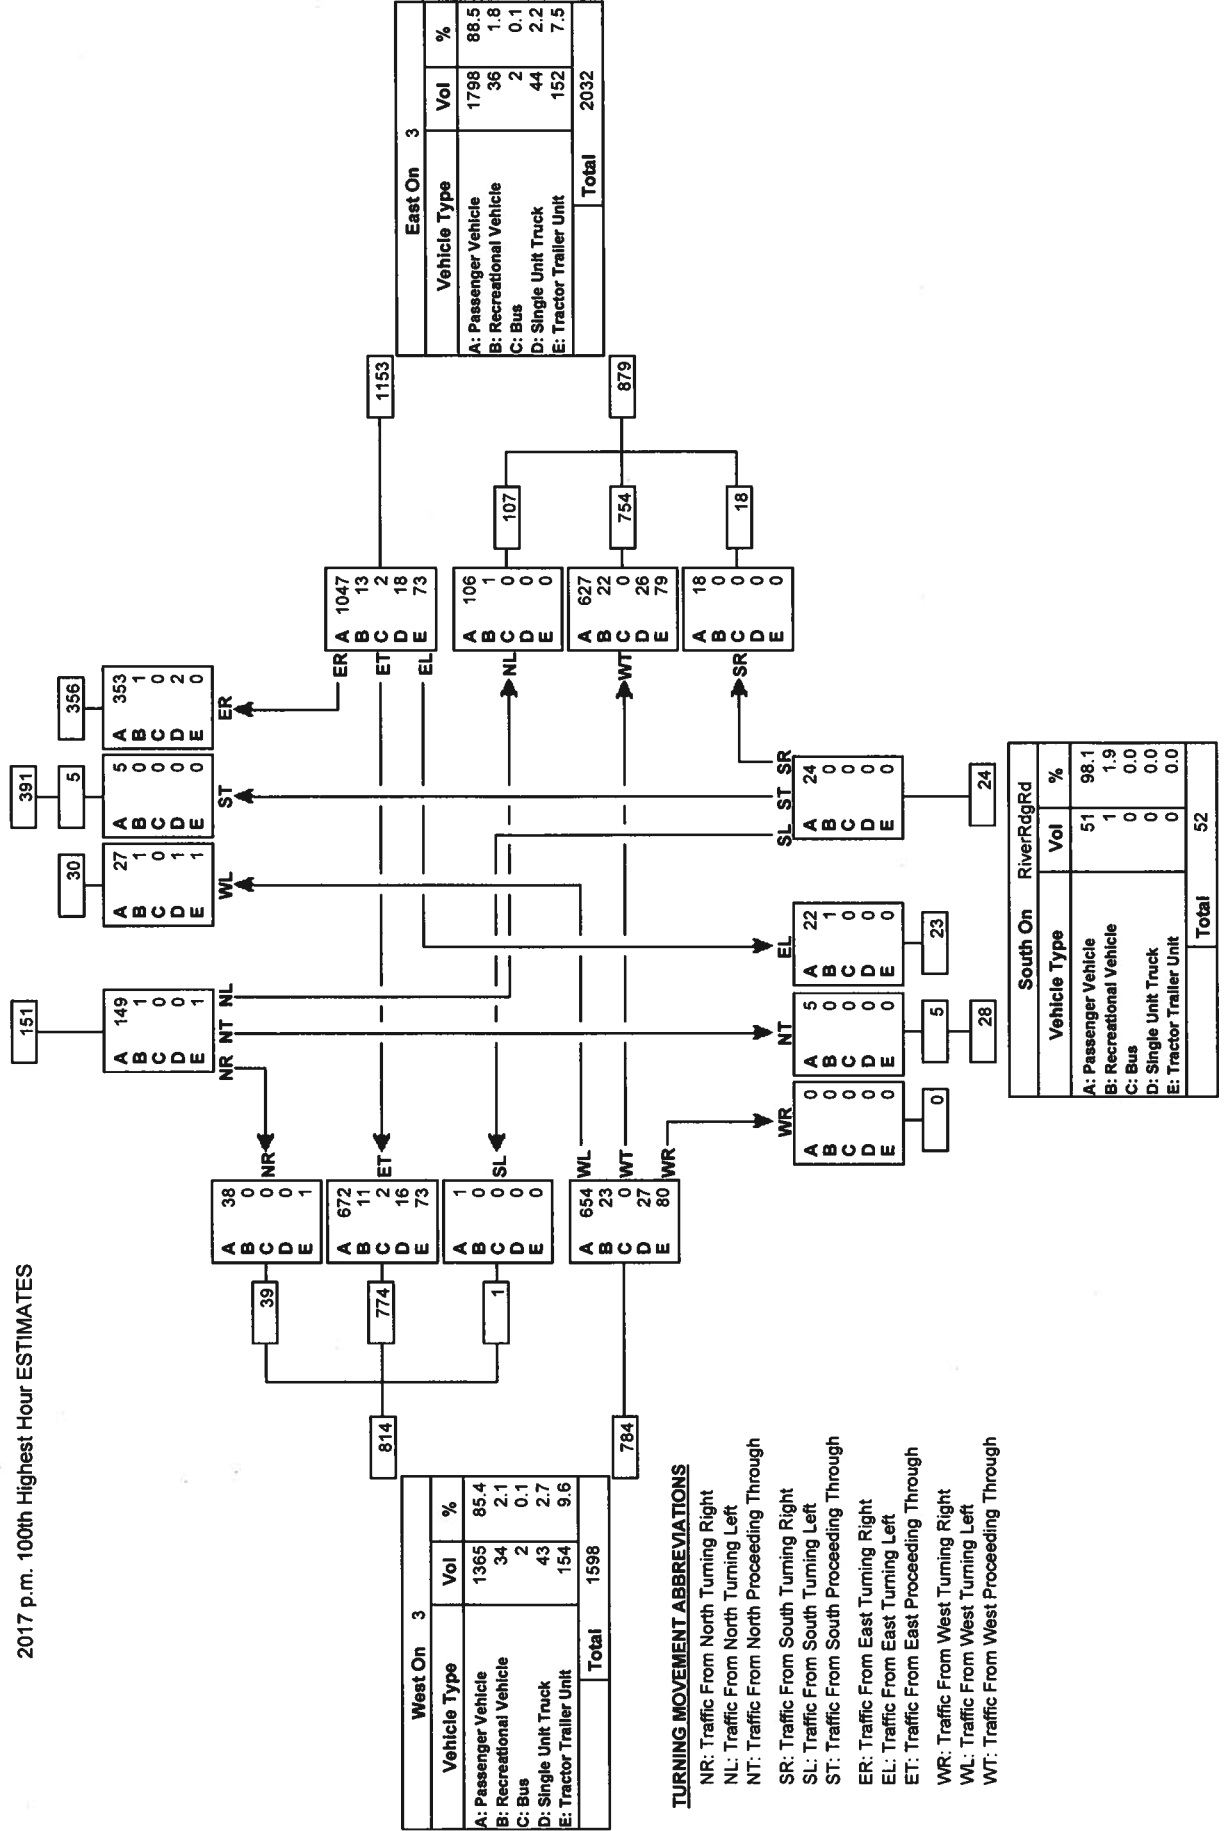 2017 p.m. 100th Highest Hour ESTIMATES
151
A 149
B 1
C 0
D 0
E 1
NR NT NL
391
30
A 27
B 1
C 0
D 1
E 1
WL
5
A 5
B 0
C 0
D 0
E 0
ST
356
A 353
B 1
C 0
D 2
E 0
ER
West On 3
Vehicle Type Vol %
A: Passenger Vehicle 1365 85.4
B: Recreational Vehicle 34 2.1
C: Bus 2 0.1
D: Single Unit Truck 43 2.7
E: Tractor Trailer Unit 154 9.6
Total 1598
814
39
A 38
B 0
C 0
D 0
E 1
NR
774
A 672
B 11
C 2
D 16
E 73
ET
1
A 1
B 0
C 0
D 0
E 0
SL
784
A 654
B 23
C 0
D 27
E 80
WL
WT
WR
ER
ET
EL
A 1047
B 13
C 2
D 18
E 73
1153
NL
A 106
B 1
C 0
D 0
E 0
107
WT
A 627
B 22
C 0
D 26
E 79
754
SR
A 18
B 0
C 0
D 0
E 0
18
879
East On 3
Vehicle Type Vol %
A: Passenger Vehicle 1798 88.5
B: Recreational Vehicle 36 1.8
C: Bus 2 0.1
D: Single Unit Truck 44 2.2
E: Tractor Trailer Unit 152 7.5
Total 2032
WR
A 0
B 0
C 0
D 0
E 0
0
NT
A 5
B 0
C 0
D 0
E 0
5
28
EL
A 22
B 1
C 0
D 0
E 0
23
SL ST SR
A 24
B 0
C 0
D 0
E 0
24
South On RiverRdgRd
Vehicle Type Vol %
A: Passenger Vehicle 51 98.1
B: Recreational Vehicle 1 1.9
C: Bus 0 0.0
D: Single Unit Truck 0 0.0
E: Tractor Trailer Unit 0 0.0
Total 52
TURNING MOVEMENT ABBREVIATIONS
NR: Traffic From North Turning Right
NL: Traffic From North Turning Left
NT: Traffic From North Proceeding Through
SR: Traffic From South Turning Right
SL: Traffic From South Turning Left
ST: Traffic From South Proceeding Through
ER: Traffic From East Turning Right
EL: Traffic From East Turning Left
ET: Traffic From East Proceeding Through
WR: Traffic From West Turning Right
WL: Traffic From West Turning Left
WT: Traffic From West Proceeding Through